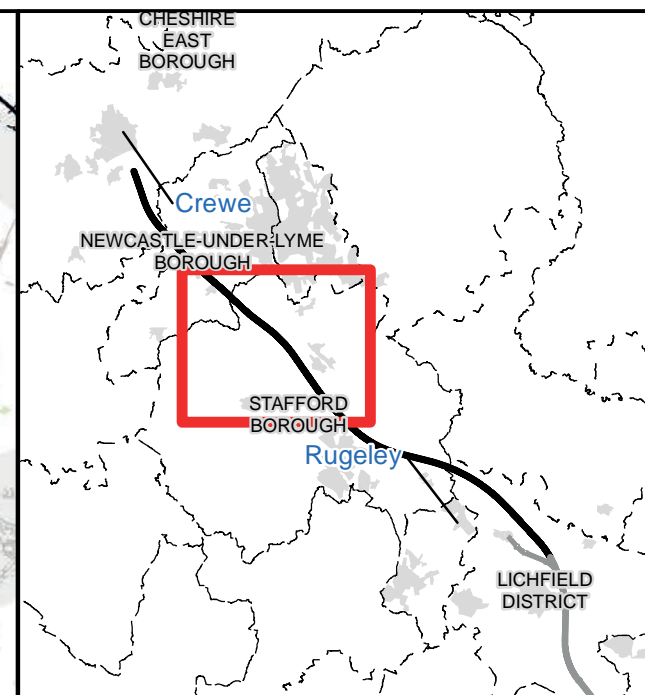 CHESHIRE
EAST
BOROUGH
Crewe
NEWCASTLE-UNDER-LYME
BOROUGH
STAFFORD
BOROUGH
Rugeley
LICHFIELD
DISTRICT